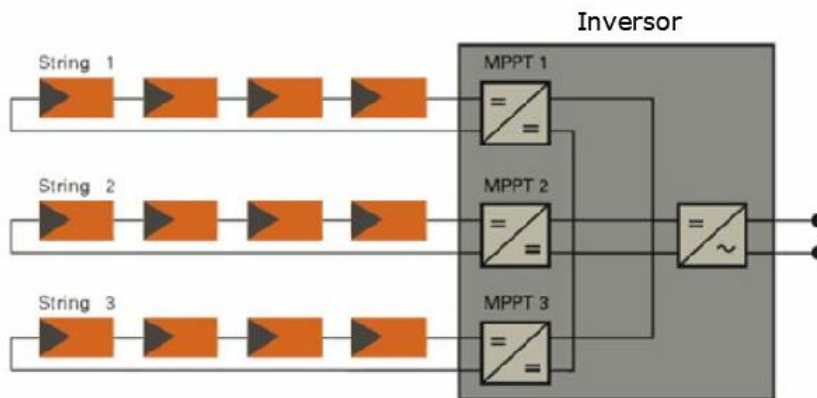 Inversor
String 1
MPPT 1
String 2
MPPT 2
String 3
MPPT 3